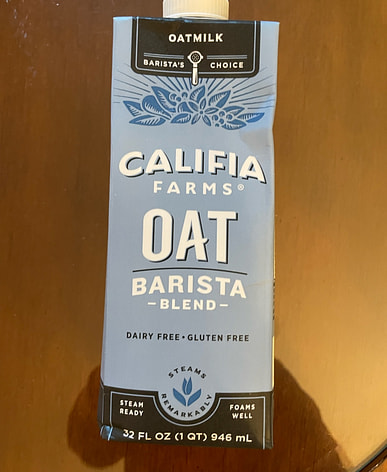 OATMILK
BARISTA'S CHOICE
CALIFIA
FARMS®
OAT
BARISTA
–BLEND–
DAIRY FREE • GLUTEN FREE
STEAMS
REMARKABLY
STEAM
READY
FOAMS
WELL
32 FL OZ (1 QT) 946 mL